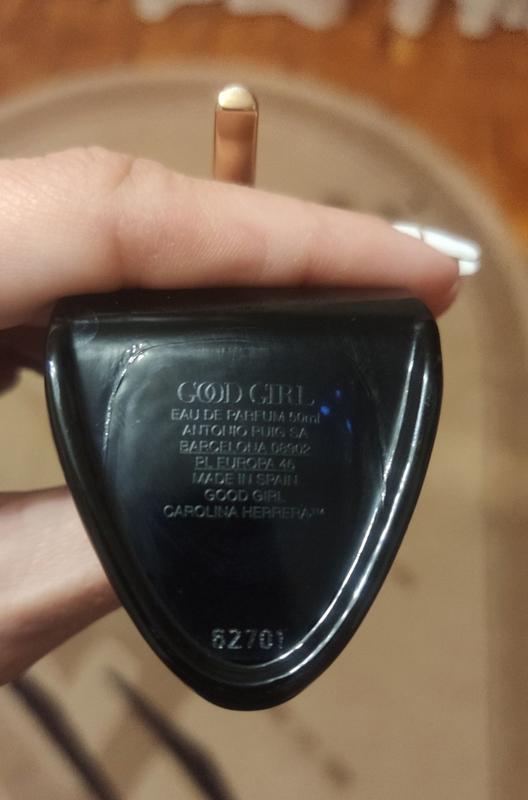 GOOD GIRL
EAU DE PARFUM 50ml
ANTONIO PUIG SA
BARCELONA 08902
PL EUROPA 46
MADE IN SPAIN
GOOD GIRL
CAROLINA HERRERA™
62701